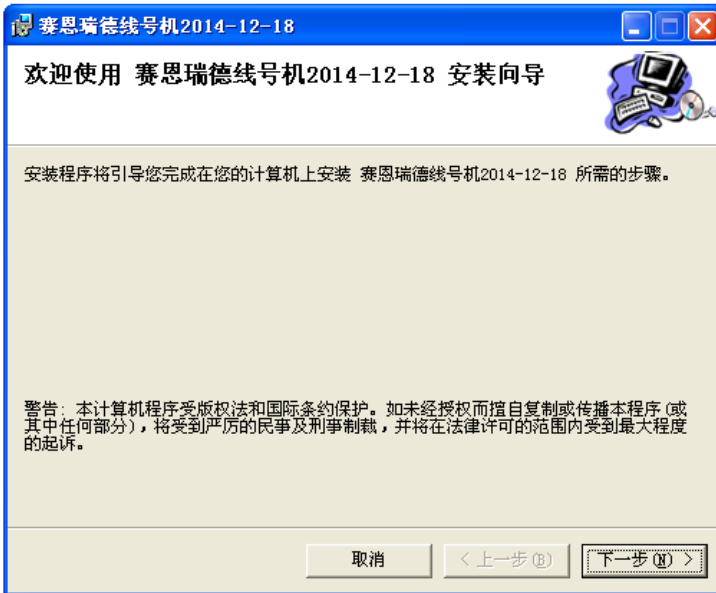 赛恩瑞德线号机2014-12-18
欢迎使用 赛恩瑞德线号机2014-12-18 安装向导
安装程序将引导您完成在您的计算机上安装 赛恩瑞德线号机2014-12-18 所需的步骤。
警告: 本计算机程序受版权法和国际条约保护。如未经授权而擅自复制或传播本程序(或
其中任何部分),将受到严厉的民事及刑事制裁,并将在法律许可的范围内受到最大程度
的起诉。
取消 < 上一步(B) 下一步(N) >